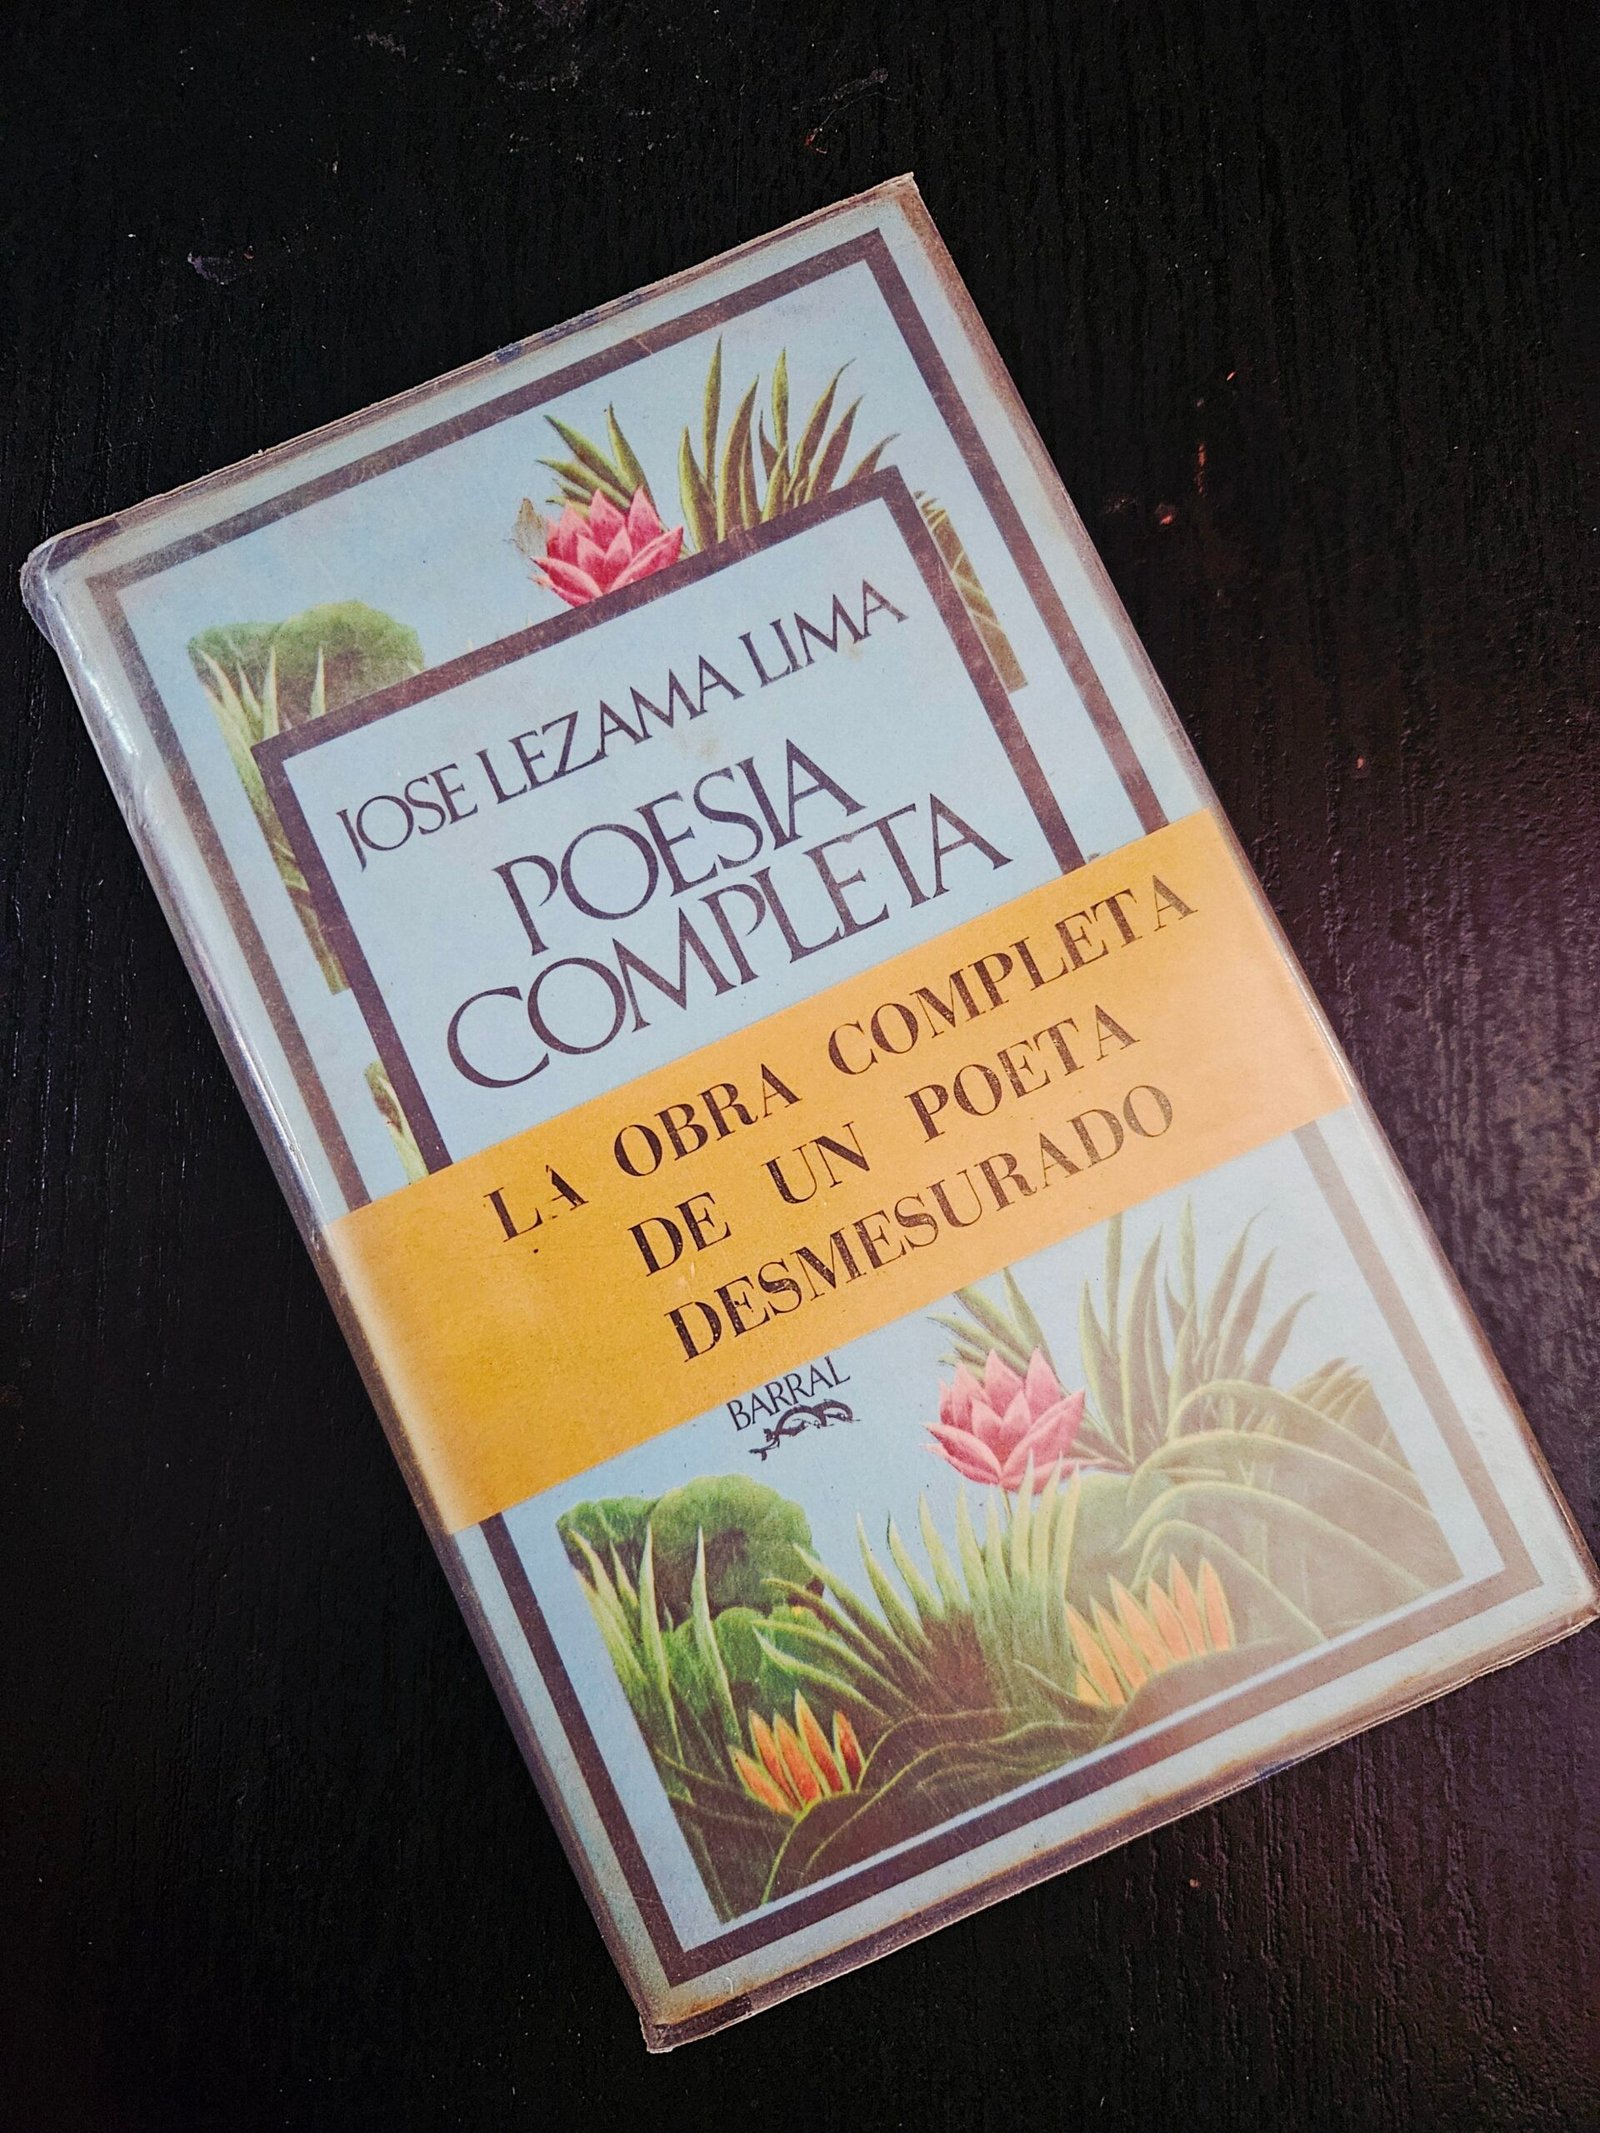 JOSE LEZAMA LIMA
POESIA
COMPLETA
LA OBRA COMPLETA
DE UN POETA
DESMESURADO
BARRAL